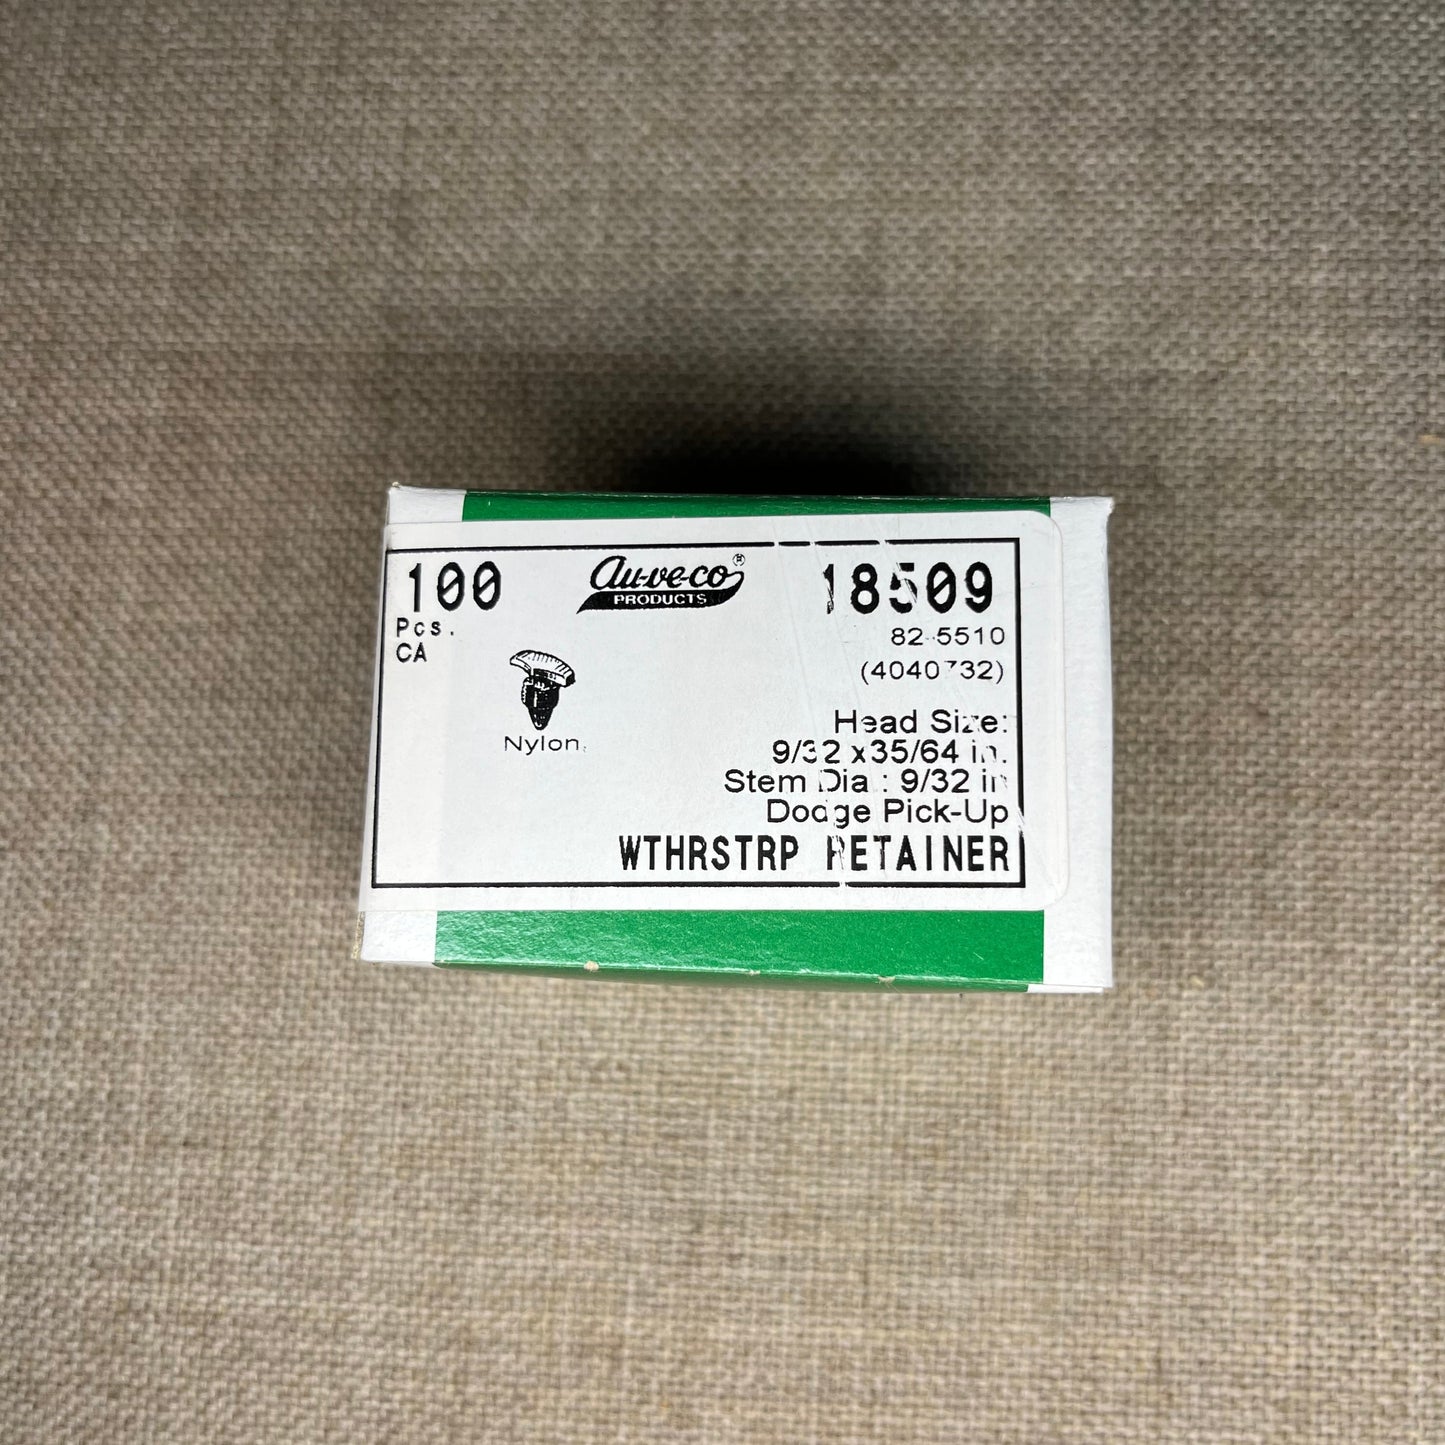 100
Pcs.
CA
Au-ve-co®
PRODUCTS
18509
82-5510
(4040732)
Nylon
Head Size:
9/32 x35/64 in.
Stem Dia.: 9/32 in
Dodge Pick-Up
WTHRSTRP RETAINER